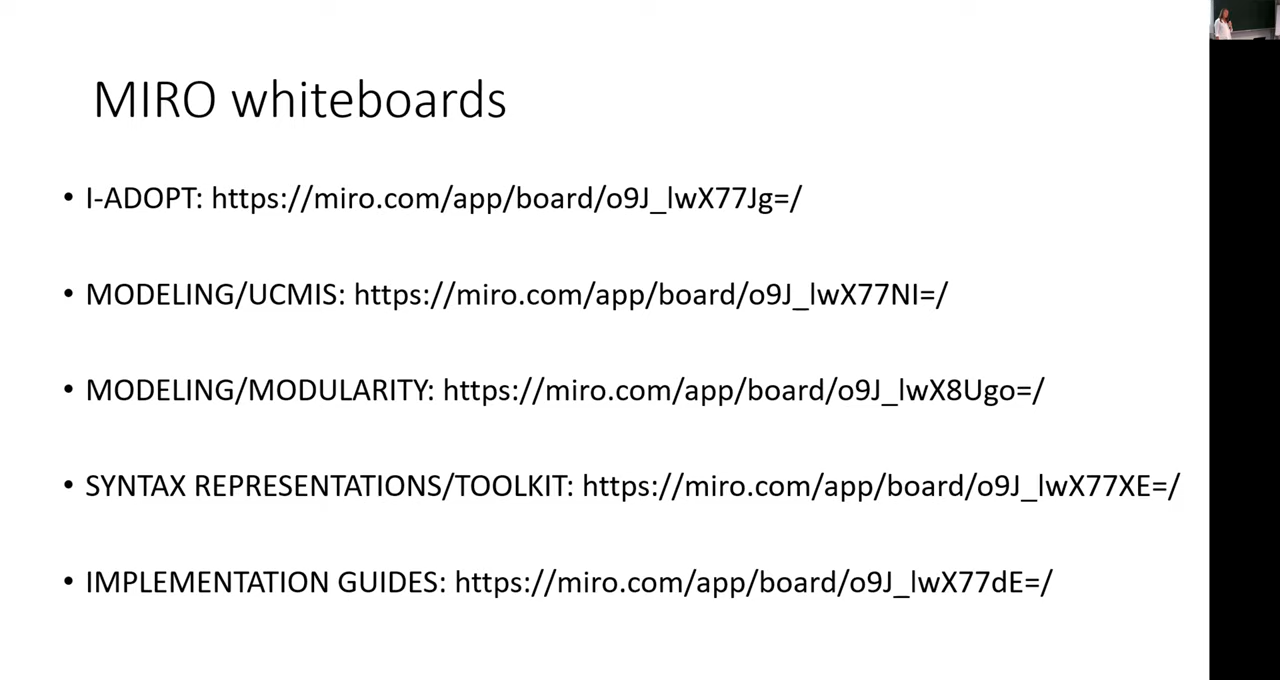 MIRO whiteboards
• I-ADOPT: https://miro.com/app/board/o9J_lwX77Jg=/
• MODELING/UCMIS: https://miro.com/app/board/o9J_lwX77NI=/
• MODELING/MODULARITY: https://miro.com/app/board/o9J_lwX8Ugo=/
• SYNTAX REPRESENTATIONS/TOOLKIT: https://miro.com/app/board/o9J_lwX77XE=/
• IMPLEMENTATION GUIDES: https://miro.com/app/board/o9J_lwX77dE=/